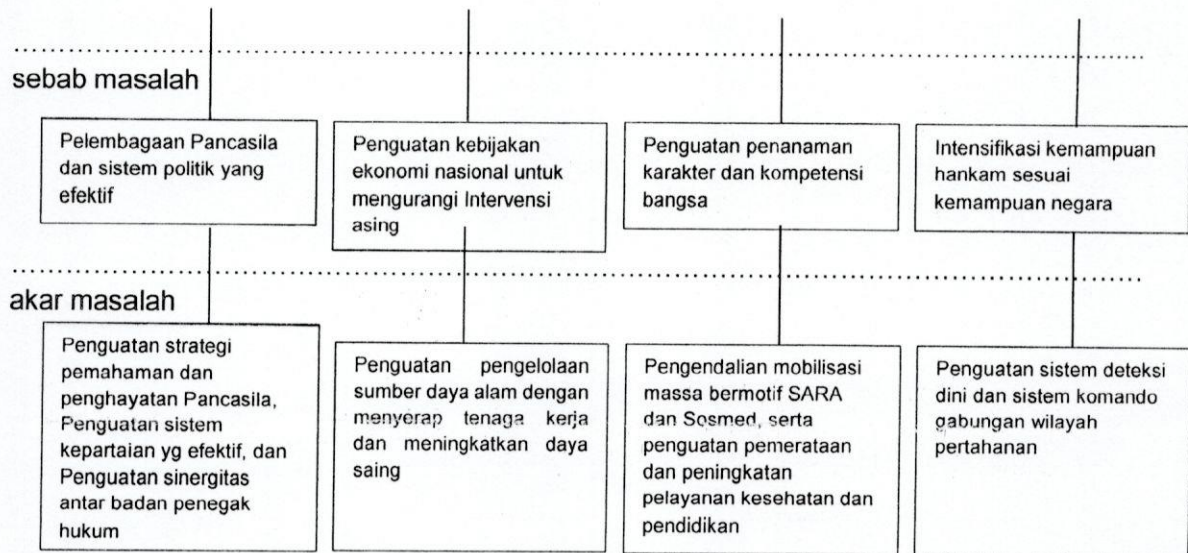 sebab masalah
Pelembagaan Pancasila
dan sistem politik yang
efektif
Penguatan kebijakan
ekonomi nasional untuk
mengurangi Intervensi
asing
Penguatan penanaman
karakter dan kompetensi
bangsa
Intensifikasi kemampuan
hankam sesuai
kemampuan negara
akar masalah
Penguatan strategi
pemahaman dan
penghayatan Pancasila,
Penguatan sistem
kepartaian yg efektif, dan
Penguatan sinergitas
antar badan penegak
hukum
Penguatan pengelolaan
sumber daya alam dengan
menyerap tenaga kerja
dan meningkatkan daya
saing
Pengendalian mobilisasi
massa bermotif SARA
dan Sosmed, serta
penguatan pemerataan
dan peningkatan
pelayanan kesehatan dan
pendidikan
Penguatan sistem deteksi
dini dan sistem komando
gabungan wilayah
pertahanan